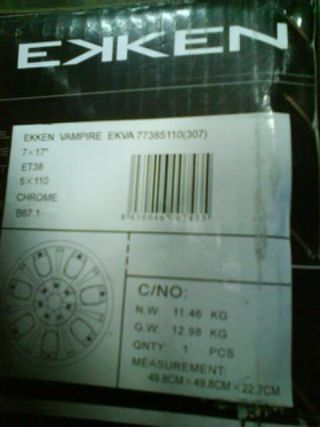 EKKEN
EKKEN VAMPIRE EKVA 77385110(307)
7×17"
ET38
5×110
CHROME
B67.1
C/NO:
N.W: 11.46 KG
G.W: 12.98 KG
QNTY: 1 PCS
MEASUREMENT:
49.8CM×49.8CM×22.7CM.